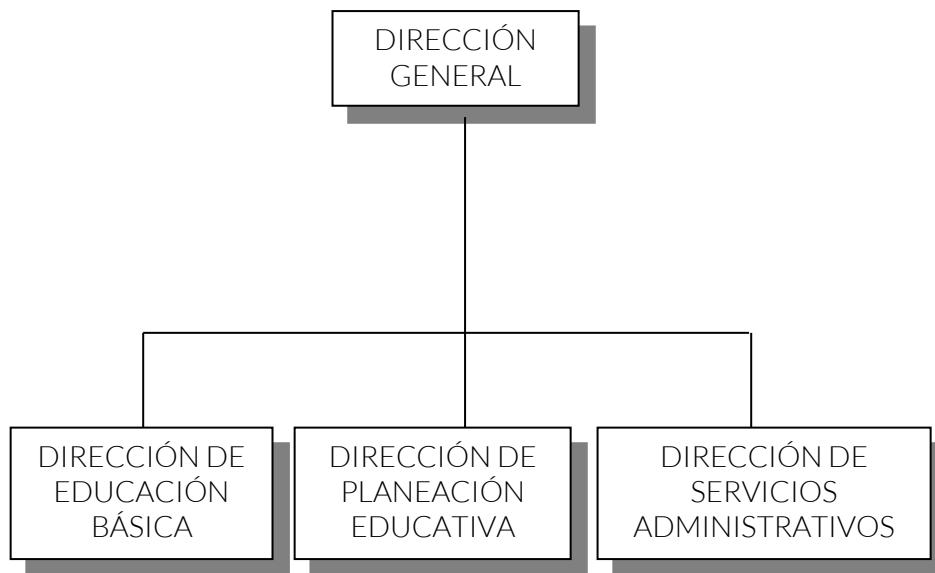 DIRECCIÓN
GENERAL
DIRECCIÓN DE
EDUCACIÓN
BÁSICA
DIRECCIÓN DE
PLANEACIÓN
EDUCATIVA
DIRECCIÓN DE
SERVICIOS
ADMINISTRATIVOS